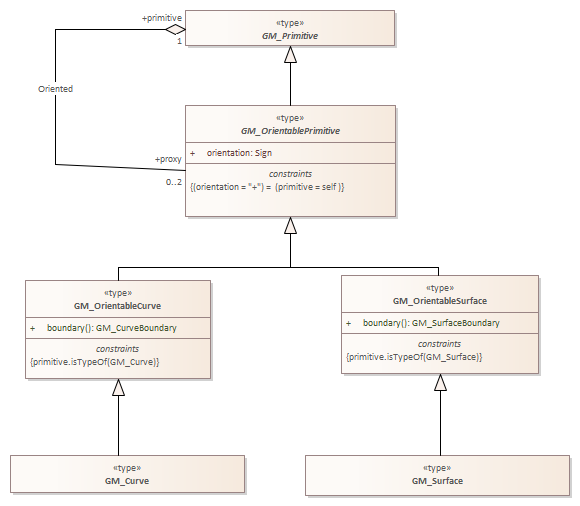 +primitive
«type»
GM_Primitive
1
Oriented
«type»
GM_OrientablePrimitive
+ orientation: Sign
+proxy
0..2
constraints
{(orientation = "+") = (primitive = self )}
«type»
GM_OrientableCurve
+ boundary(): GM_CurveBoundary
constraints
{primitive.isTypeOf(GM_Curve)}
«type»
GM_OrientableSurface
+ boundary(): GM_SurfaceBoundary
constraints
{primitive.isTypeOf(GM_Surface)}
«type»
GM_Curve
«type»
GM_Surface